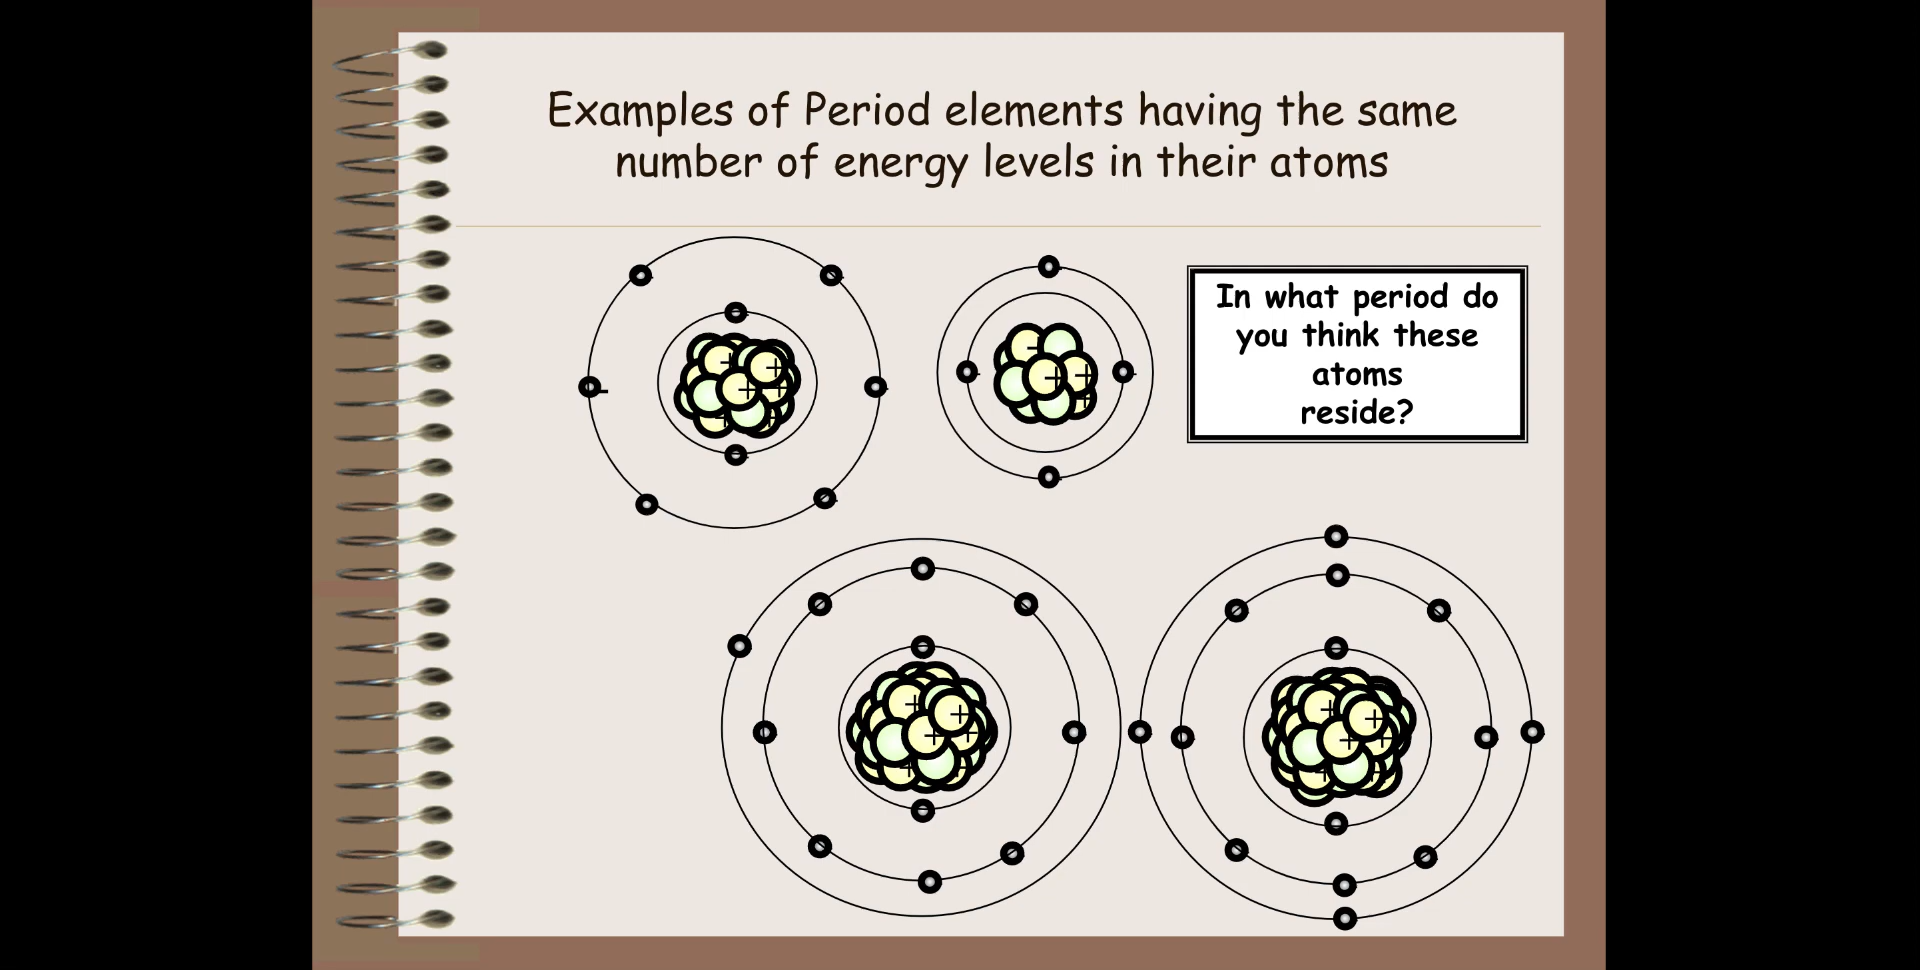 Examples of Period elements having the same
number of energy levels in their atoms
In what period do
you think these
atoms
reside?